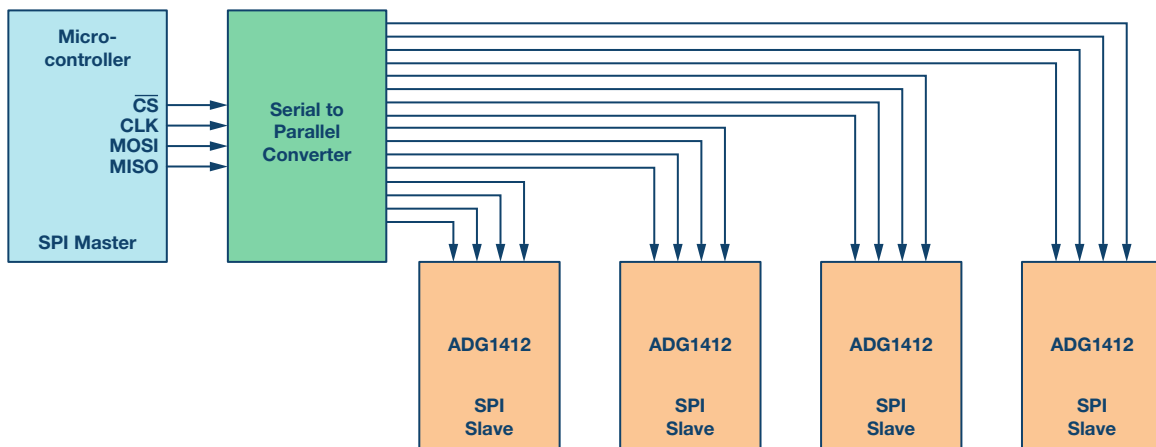 Micro-
controller
CS
CLK
MOSI
MISO
SPI Master
Serial to
Parallel
Converter
ADG1412
SPI
Slave
ADG1412
SPI
Slave
ADG1412
SPI
Slave
ADG1412
SPI
Slave